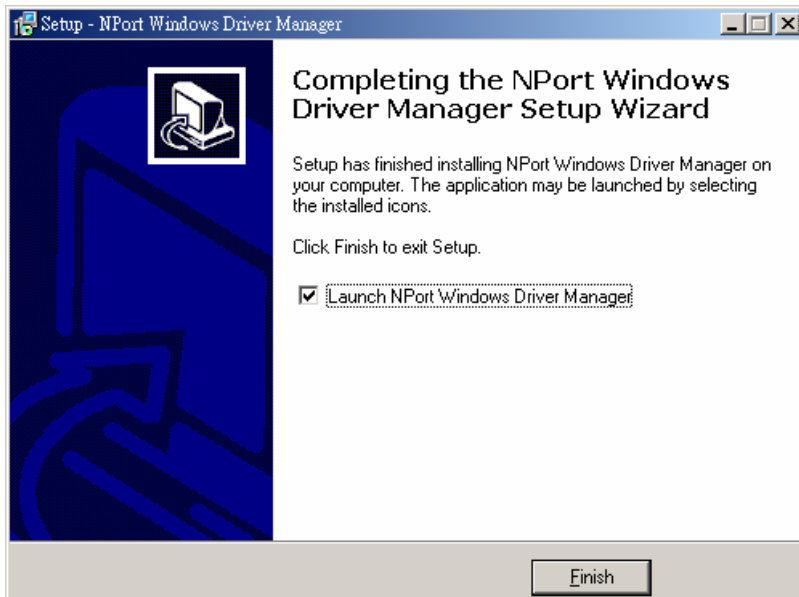 Setup - NPort Windows Driver Manager
Completing the NPort Windows
Driver Manager Setup Wizard
Setup has finished installing NPort Windows Driver Manager on
your computer. The application may be launched by selecting
the installed icons.
Click Finish to exit Setup.
Launch NPort Windows Driver Manager
Finish